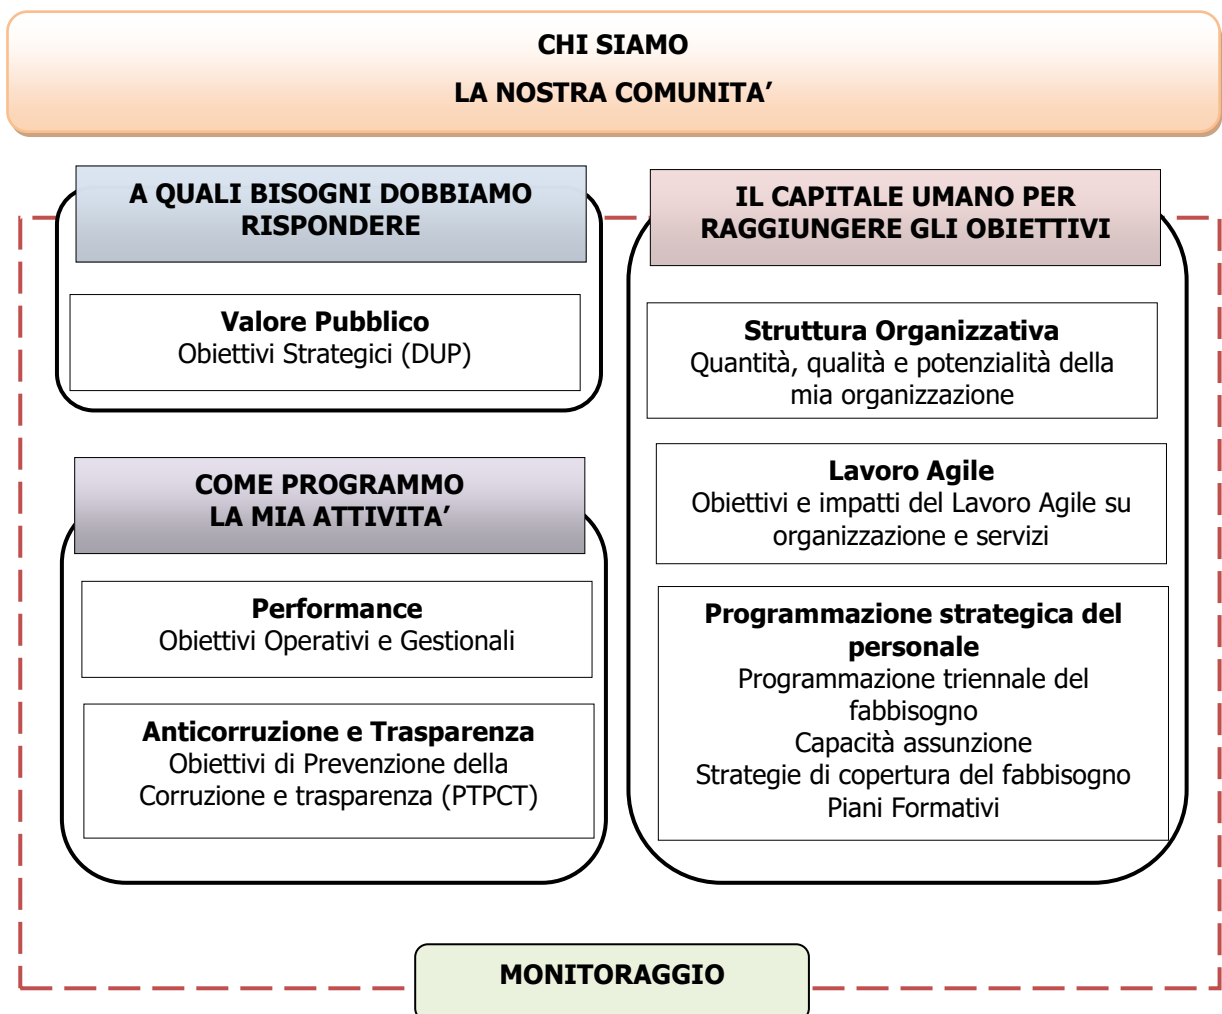 CHI SIAMO
LA NOSTRA COMUNITA’
A QUALI BISOGNI DOBBIAMO
RISPONDERE
Valore Pubblico
Obiettivi Strategici (DUP)
COME PROGRAMMO
LA MIA ATTIVITA’
Performance
Obiettivi Operativi e Gestionali
Anticorruzione e Trasparenza
Obiettivi di Prevenzione della
Corruzione e trasparenza (PTPCT)
IL CAPITALE UMANO PER
RAGGIUNGERE GLI OBIETTIVI
Struttura Organizzativa
Quantità, qualità e potenzialità della
mia organizzazione
Lavoro Agile
Obiettivi e impatti del Lavoro Agile su
organizzazione e servizi
Programmazione strategica del
personale
Programmazione triennale del
fabbisogno
Capacità assunzione
Strategie di copertura del fabbisogno
Piani Formativi
MONITORAGGIO